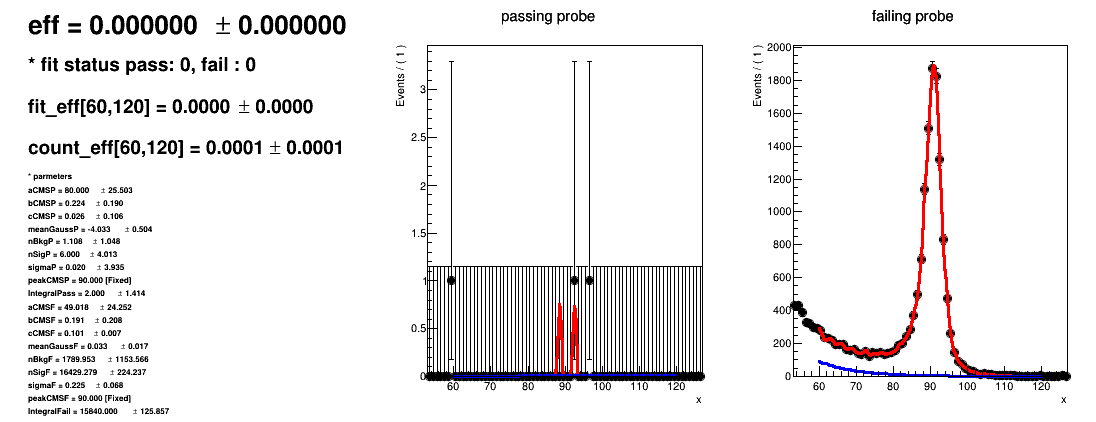 eff = 0.000000 ± 0.000000
* fit status pass: 0, fail : 0
fit_eff[60,120] = 0.0000 ± 0.0000
count_eff[60,120] = 0.0001 ± 0.0001
* parmeters
aCMSP = 80.000 ± 25.503
bCMSP = 0.224 ± 0.190
cCMSP = 0.026 ± 0.106
meanGaussP = -4.033 ± 0.504
nBkgP = 1.108 ± 1.048
nSigP = 6.000 ± 4.013
sigmaP = 0.020 ± 3.935
peakCMSP = 90.000 [Fixed]
IntegralPass = 2.000 ± 1.414
aCMSF = 49.018 ± 24.252
bCMSF = 0.191 ± 0.208
cCMSF = 0.101 ± 0.007
meanGaussF = 0.033 ± 0.017
nBkgF = 1789.953 ± 1153.566
nSigF = 16429.279 ± 224.237
sigmaF = 0.225 ± 0.068
peakCMSF = 90.000 [Fixed]
IntegralFail = 15840.000 ± 125.857
passing probe
Events / ( 1 )
3
2.5
2
1.5
1
0.5
0
60 70 80 90 100 110 120
x
failing probe
Events / ( 1 )
2000
1800
1600
1400
1200
1000
800
600
400
200
0
60 70 80 90 100 110 120
x